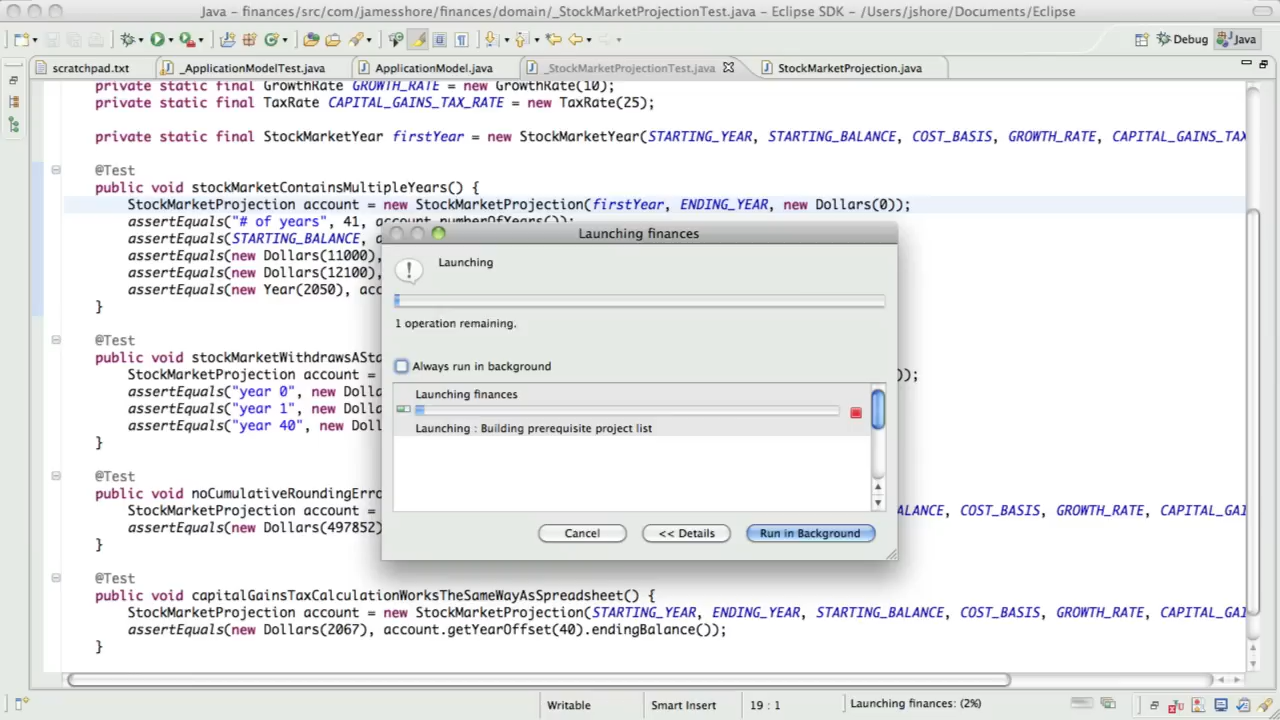 Java – finances/src/com/jamesshore/finances/domain/_StockMarketProjectionTest.java – Eclipse SDK – /Users/jshore/Documents/Eclipse
Debug Java
scratchpad.txt _ApplicationModelTest.java ApplicationModel.java _StockMarketProjectionTest.java StockMarketProjection.java
private static final GrowthRate GROWTH_RATE = new GrowthRate(10);
private static final TaxRate CAPITAL_GAINS_TAX_RATE = new TaxRate(25);
private static final StockMarketYear firstYear = new StockMarketYear(STARTING_YEAR, STARTING_BALANCE, COST_BASIS, GROWTH_RATE, CAPITAL_GAINS_TAX
@Test
public void stockMarketContainsMultipleYears() {
StockMarketProjection account = new StockMarketProjection(firstYear, ENDING_YEAR, new Dollars(0));
assertEquals("# of years", 41, account.numberOfYears());
assertEquals(STARTING_BALANCE,
assertEquals(new Dollars(11000),
assertEquals(new Dollars(12100),
assertEquals(new Year(2050), acc
}
@Test
public void stockMarketWithdrawsASta
StockMarketProjection account = ));
assertEquals("year 0", new Dolla
assertEquals("year 1", new Dolla
assertEquals("year 40", new Doll
}
@Test
public void noCumulativeRoundingErro
StockMarketProjection account = ALANCE, COST_BASIS, GROWTH_RATE, CAPITAL_GAI
assertEquals(new Dollars(497852)
}
@Test
public void capitalGainsTaxCalculationWorksTheSameWayAsSpreadsheet() {
StockMarketProjection account = new StockMarketProjection(STARTING_YEAR, ENDING_YEAR, STARTING_BALANCE, COST_BASIS, GROWTH_RATE, CAPITAL_GAI
assertEquals(new Dollars(2067), account.getYearOffset(40).endingBalance());
}
Launching finances
Launching
1 operation remaining.
Always run in background
Launching finances
Launching : Building prerequisite project list
Cancel << Details Run in Background
Writable Smart Insert 19 : 1 Launching finances: (2%)